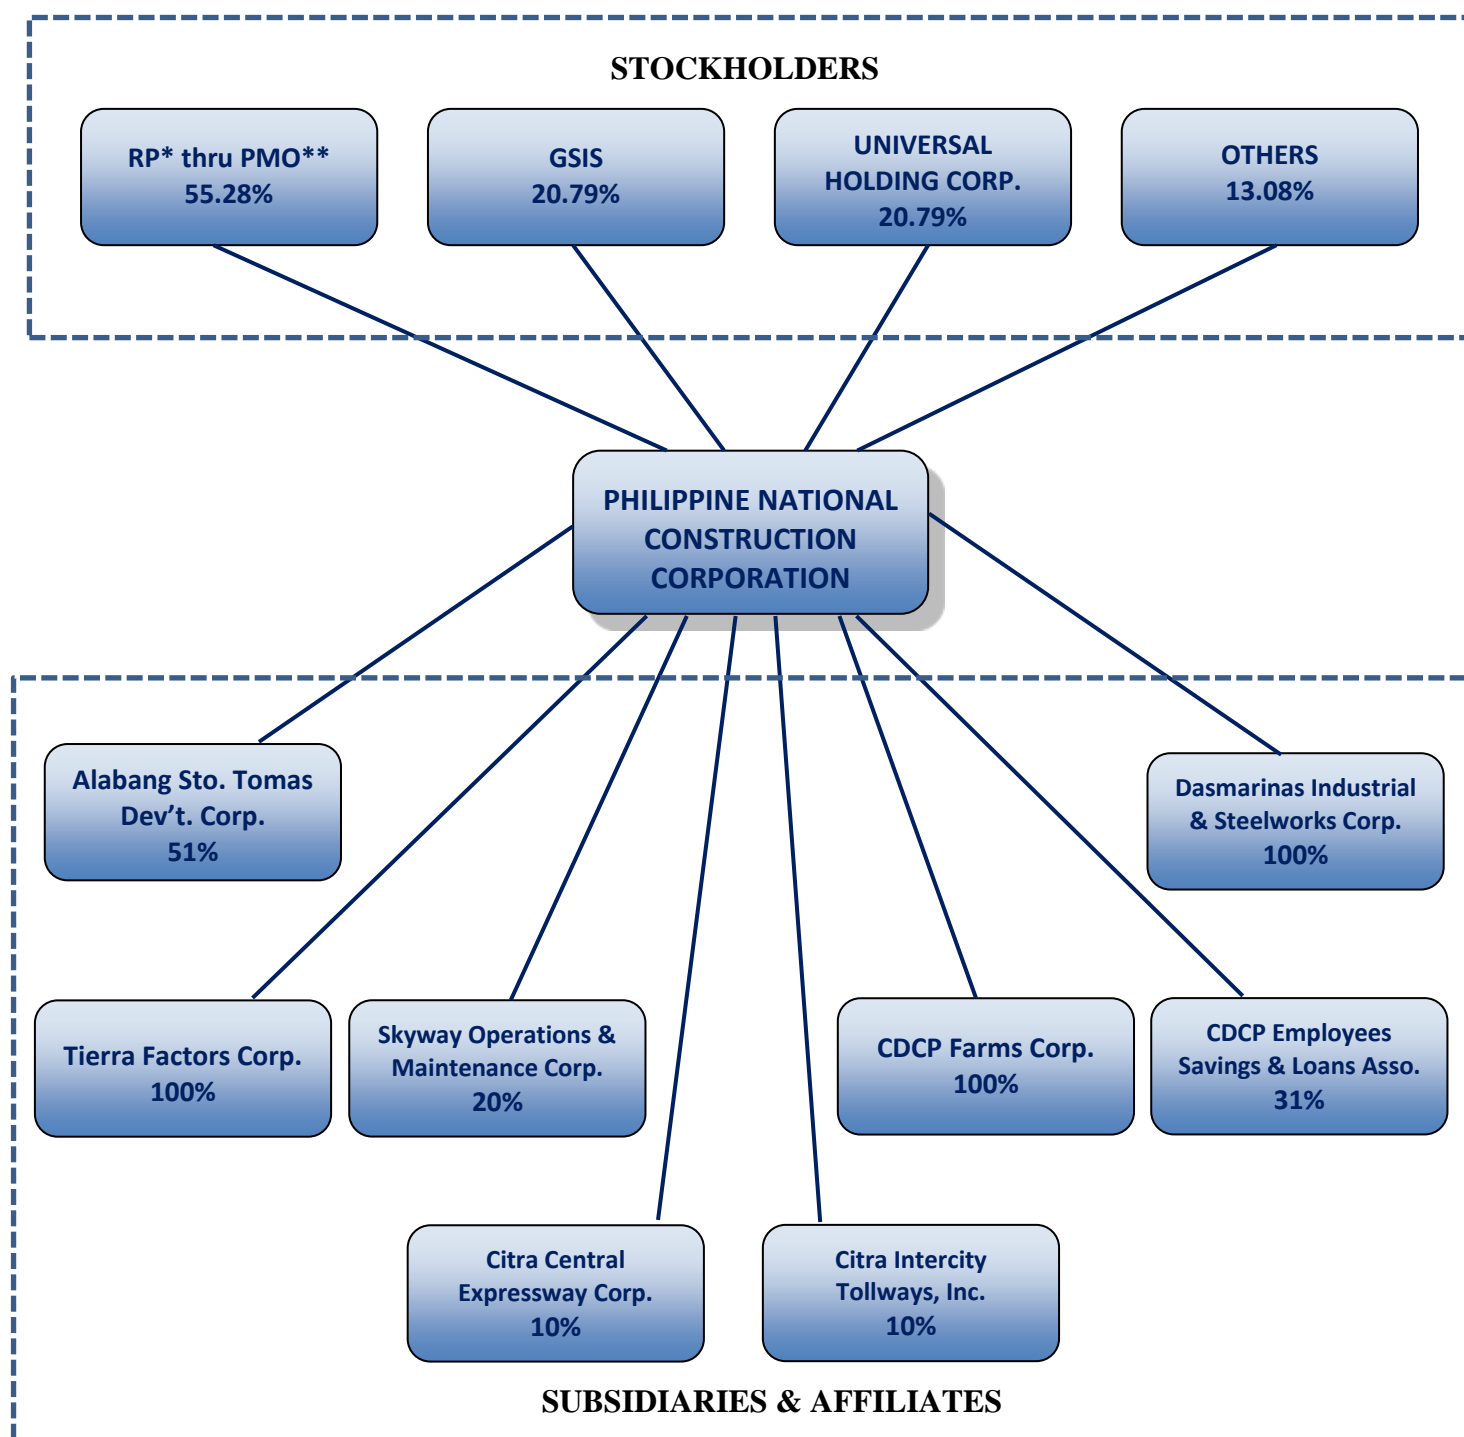 STOCKHOLDERS
RP* thru PMO**
55.28%
GSIS
20.79%
UNIVERSAL
HOLDING CORP.
20.79%
OTHERS
13.08%
PHILIPPINE NATIONAL
CONSTRUCTION
CORPORATION
Alabang Sto. Tomas
Dev’t. Corp.
51%
Dasmarinas Industrial
& Steelworks Corp.
100%
Tierra Factors Corp.
100%
Skyway Operations &
Maintenance Corp.
20%
CDCP Farms Corp.
100%
CDCP Employees
Savings & Loans Asso.
31%
Citra Central
Expressway Corp.
10%
Citra Intercity
Tollways, Inc.
10%
SUBSIDIARIES & AFFILIATES